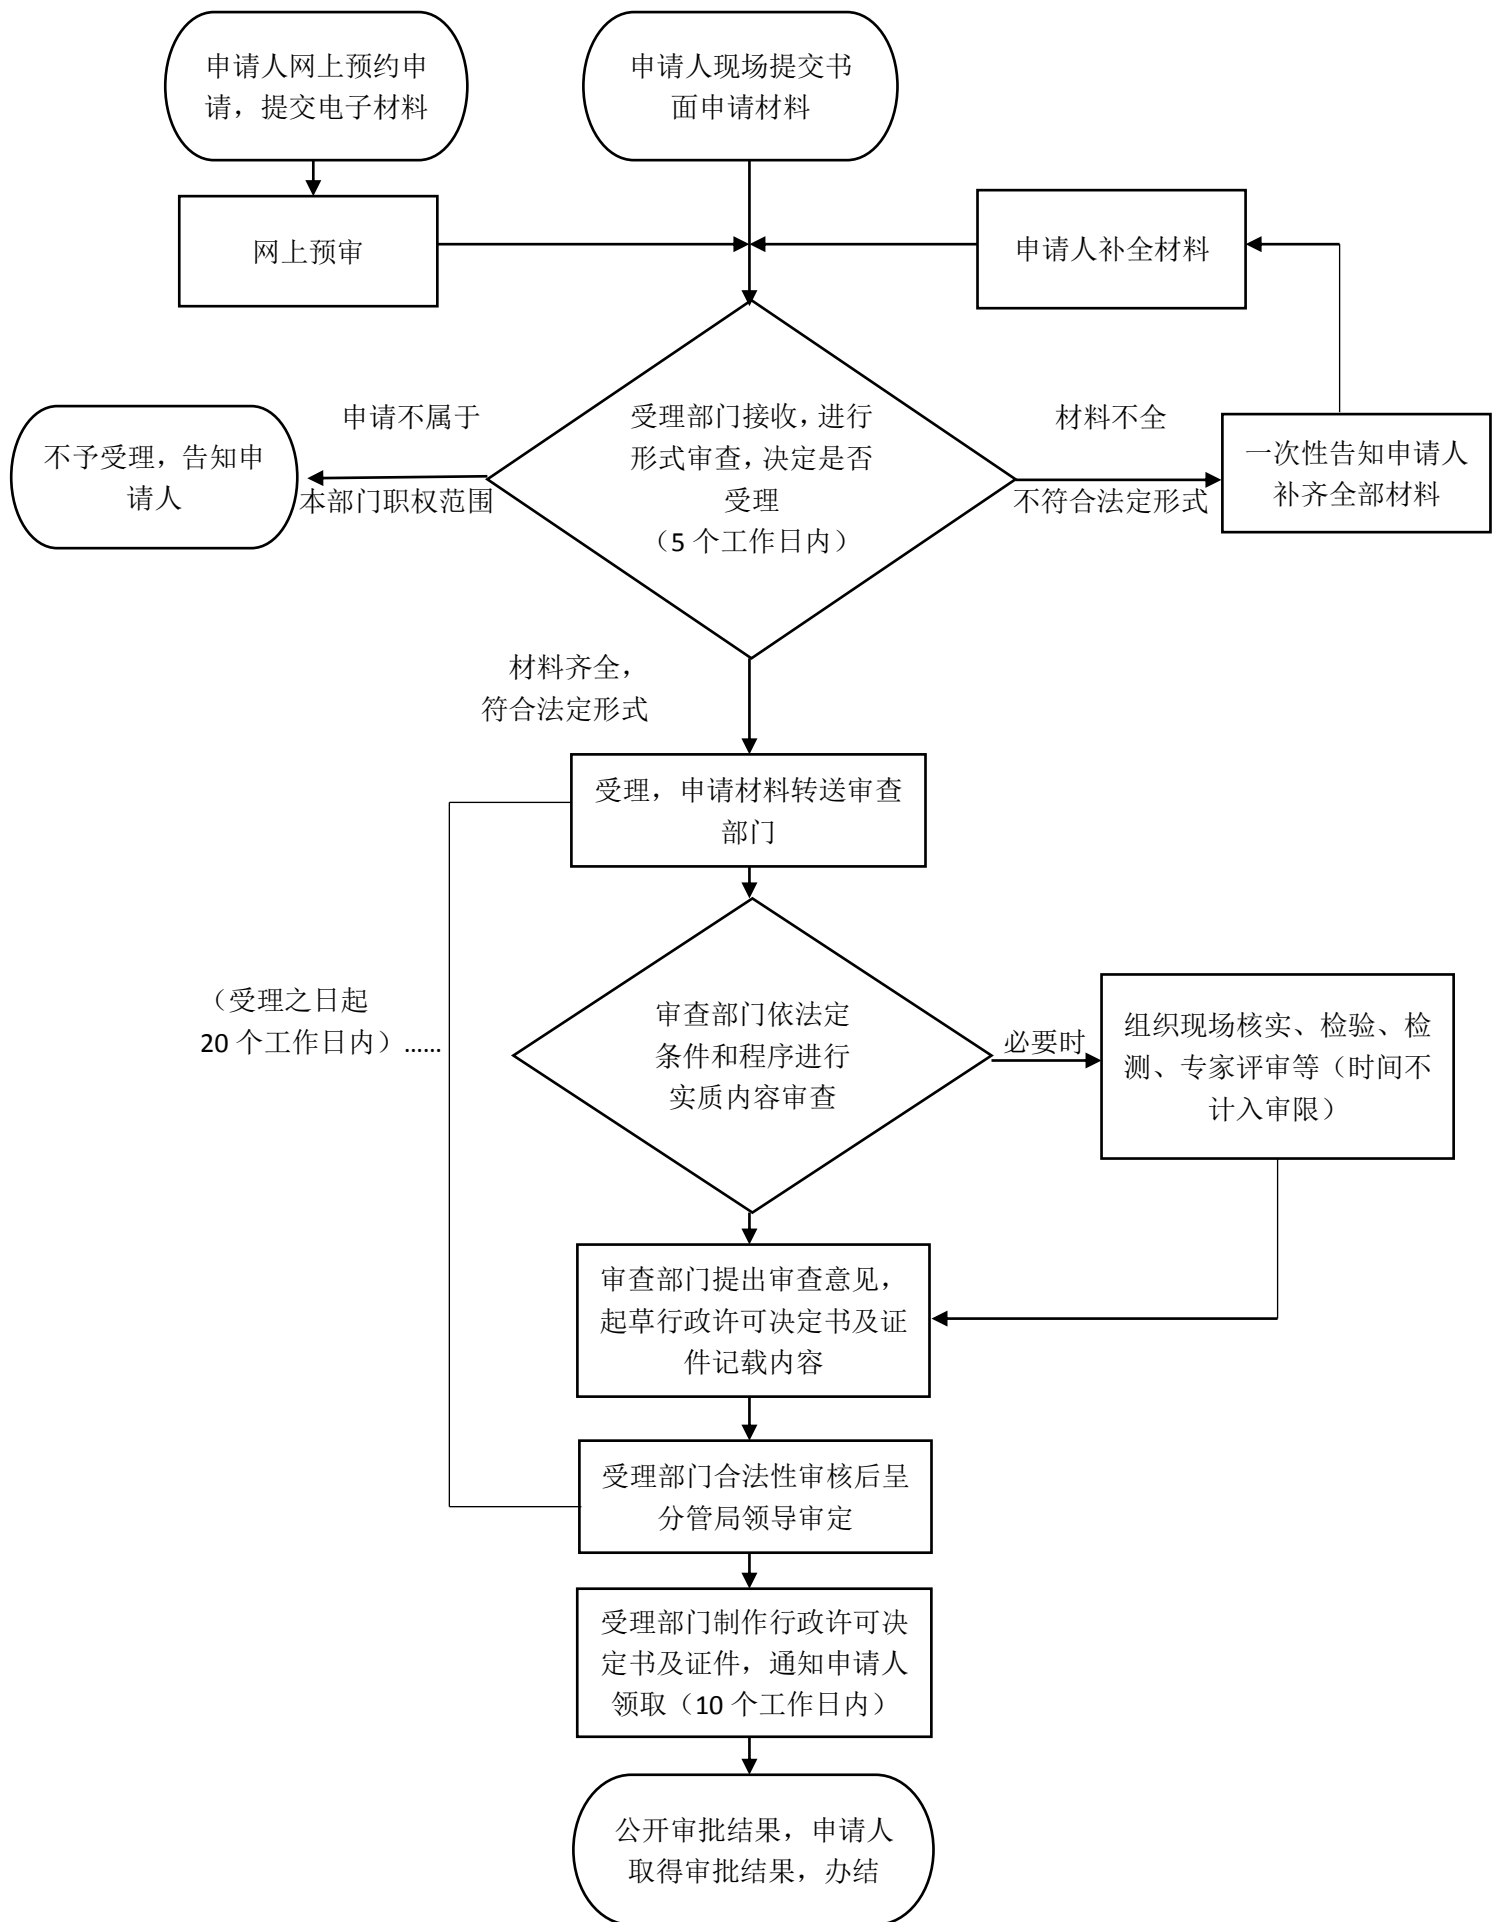 申请人网上预约申
请，提交电子材料
申请人现场提交书
面申请材料
网上预审
申请人补全材料
申请不属于
本部门职权范围
不予受理，告知申
请人
受理部门接收，进行
形式审查，决定是否
受理
（5 个工作日内）
材料不全
不符合法定形式
一次性告知申请人
补齐全部材料
材料齐全，
符合法定形式
受理，申请材料转送审查
部门
（受理之日起
20 个工作日内）……
审查部门依法定
条件和程序进行
实质内容审查
必要时
组织现场核实、检验、检
测、专家评审等（时间不
计入审限）
审查部门提出审查意见，
起草行政许可决定书及证
件记载内容
受理部门合法性审核后呈
分管局领导审定
受理部门制作行政许可决
定书及证件，通知申请人
领取（10 个工作日内）
公开审批结果，申请人
取得审批结果，办结